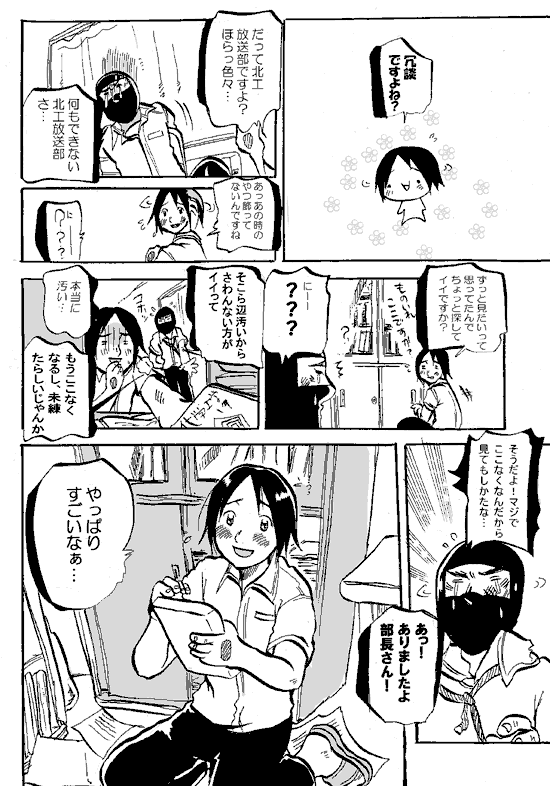 冗談
ですよね?
だって北工
放送部ですよ?
ほらっ色々…
何もできない
北工放送部
さ…
あっあの時の
やつ飾って
ないんですね
?
?
?
ずっと見たいって
思ってたんで
ちょっと探して
イイですか?
ものいれ
ここですか?
にーー
???
そこら辺汚いから
さわんない方が
イイって
本当に
汚い…
もうここなく
なるし、未練
たらしいじゃんか
そうだよ!マジで
ここなくなんだから
見てもしかたな…
あっ!
ありましたよ
部長さん!
やっぱり
すごいなぁ…